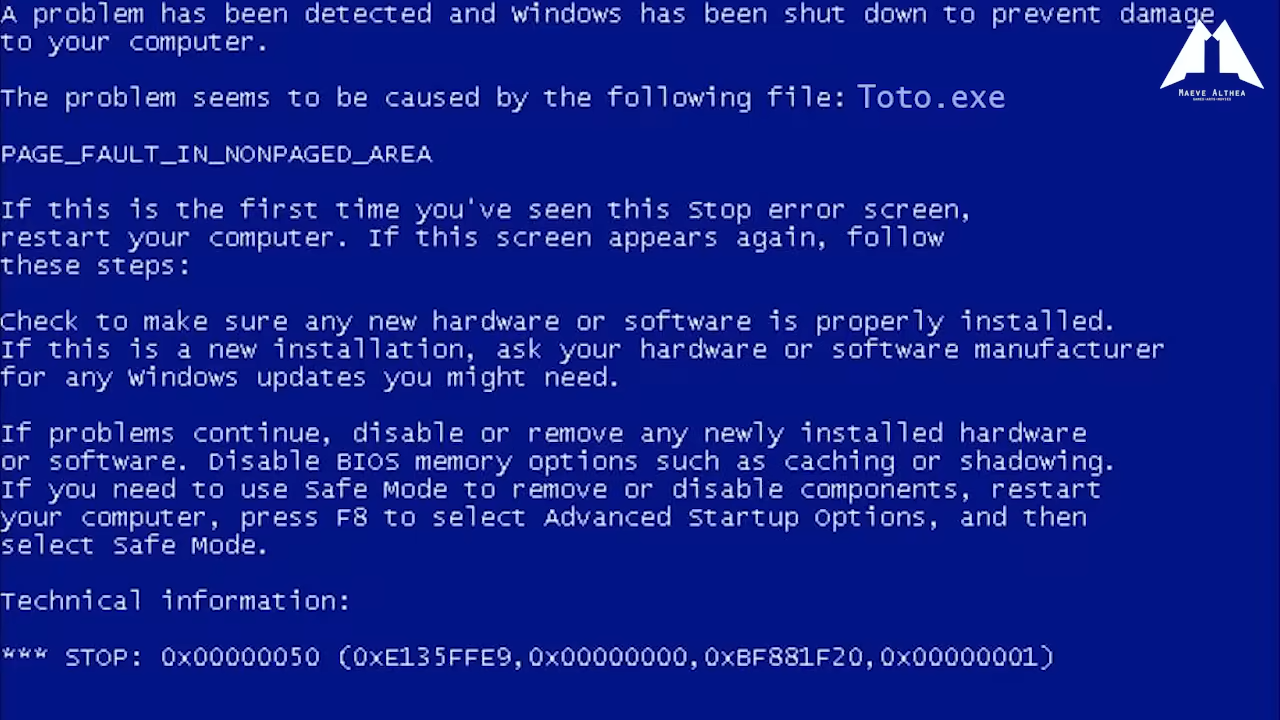 A problem has been detected and Windows has been shut down to prevent damage
to your computer.
The problem seems to be caused by the following file: Toto.exe
PAGE_FAULT_IN_NONPAGED_AREA
If this is the first time you've seen this Stop error screen,
restart your computer. If this screen appears again, follow
these steps:
Check to make sure any new hardware or software is properly installed.
If this is a new installation, ask your hardware or software manufacturer
for any Windows updates you might need.
If problems continue, disable or remove any newly installed hardware
or software. Disable BIOS memory options such as caching or shadowing.
If you need to use Safe Mode to remove or disable components, restart
your computer, press F8 to select Advanced Startup Options, and then
select Safe Mode.
Technical information:
*** STOP: 0x00000050 (0xE135FFE9,0x00000000,0xBF881F20,0x00000001)
MAEVE ALTHEA